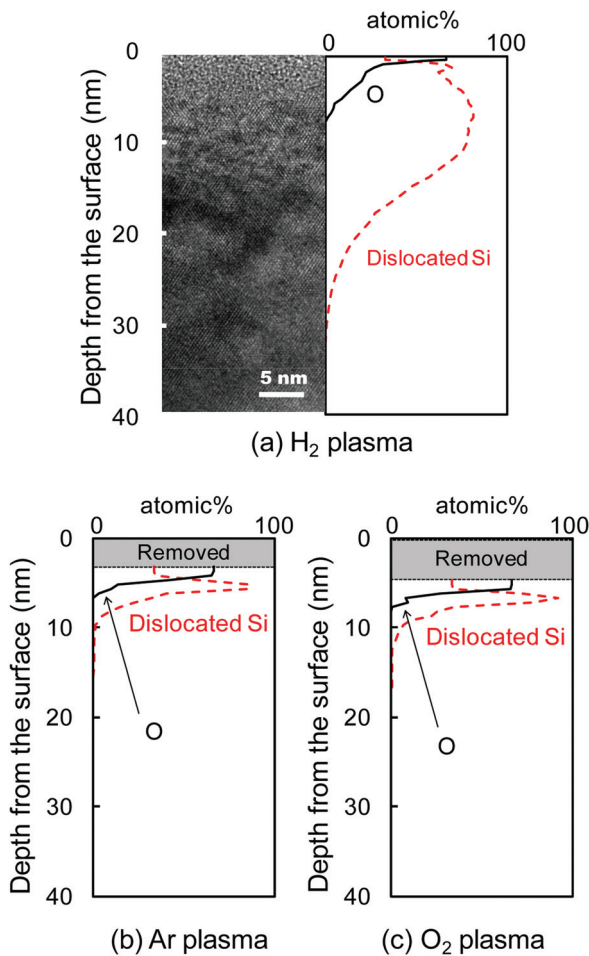 atomic%
0 100
0
10
20
30
40
Depth from the surface (nm)
O
Dislocated Si
5 nm
(a) H₂ plasma
atomic%
0 100
0
10
20
30
40
Depth from the surface (nm)
Removed
Dislocated Si
O
(b) Ar plasma
atomic%
0 100
0
10
20
30
40
Depth from the surface (nm)
Removed
Dislocated Si
O
(c) O₂ plasma